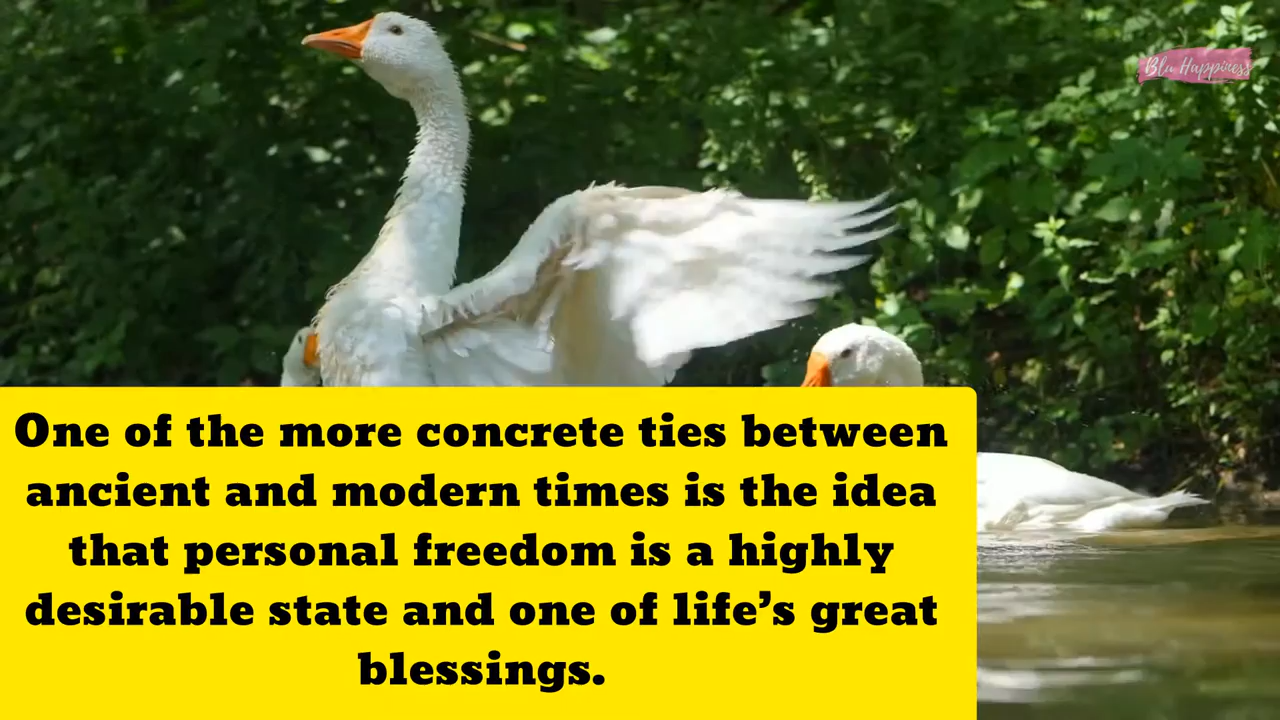 Blu Happiness
One of the more concrete ties between
ancient and modern times is the idea
that personal freedom is a highly
desirable state and one of life’s great
blessings.